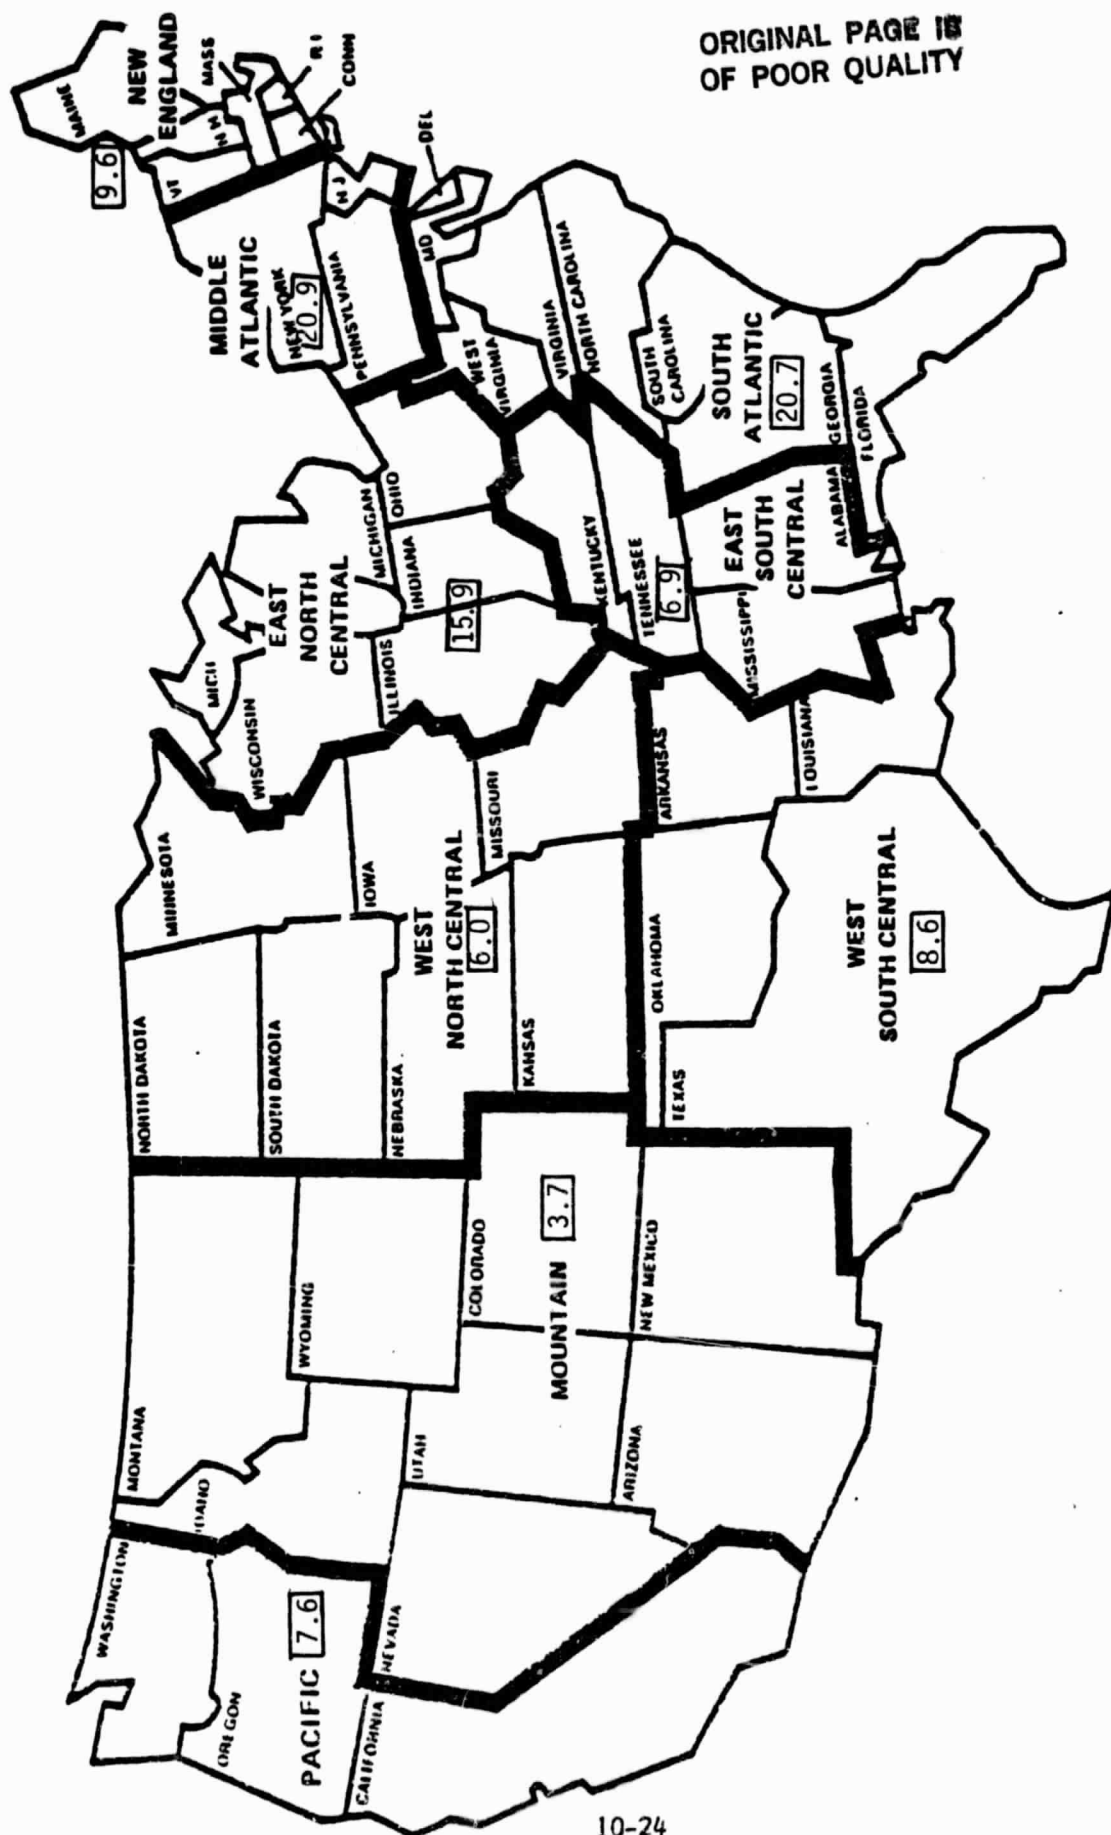 ORIGINAL PAGE IS
OF POOR QUALITY
WASHINGTON
OREGON
PACIFIC 7.6
CALIFORNIA
NEVADA
IDAHO
MONTANA
WYOMING
UTAH
COLORADO
MOUNTAIN 3.7
ARIZONA
NEW MEXICO
NORTH DAKOTA
SOUTH DAKOTA
NEBRASKA
KANSAS
MINNESOTA
IOWA
MISSOURI
WEST
NORTH CENTRAL
6.0
OKLAHOMA
TEXAS
ARKANSAS
LOUISIANA
WEST
SOUTH CENTRAL
8.6
WISCONSIN
MICH
MICHIGAN
ILLINOIS
INDIANA
OHIO
EAST
NORTH
CENTRAL
15.9
KENTUCKY
TENNESSEE
6.9
MISSISSIPPI
ALABAMA
EAST
SOUTH
CENTRAL
MIDDLE
ATLANTIC
NEW YORK
20.9
PENNSYLVANIA
N J
MAINE
NEW
ENGLAND
9.6
VT
N H
MASS
R I
CONN
DEL
MD
WEST
VIRGINIA
VIRGINIA
NORTH CAROLINA
SOUTH
CAROLINA
SOUTH
ATLANTIC
20.7
GEORGIA
FLORIDA
10-24